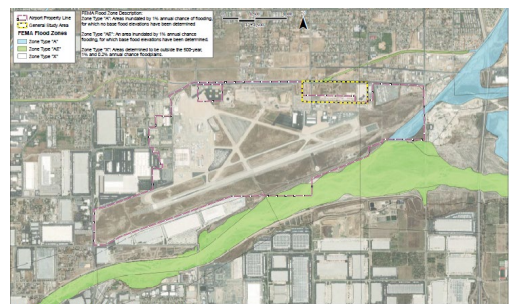 Airport Property Line
General Study Area
FEMA Flood Zones
Zone Type "A"
Zone Type "AE"
Zone Type "X"
FEMA Flood Zone Description:
Zone Type "A": Areas inundated by 1% annual chance of flooding,
for which no base flood elevations have been determined.
Zone Type "AE": An area inundated by 1% annual chance
flooding, for which base flood elevations have been determined.
Zone Type "X": Areas determined to be outside the 500-year,
1% and 0.2% annual chance floodplains.